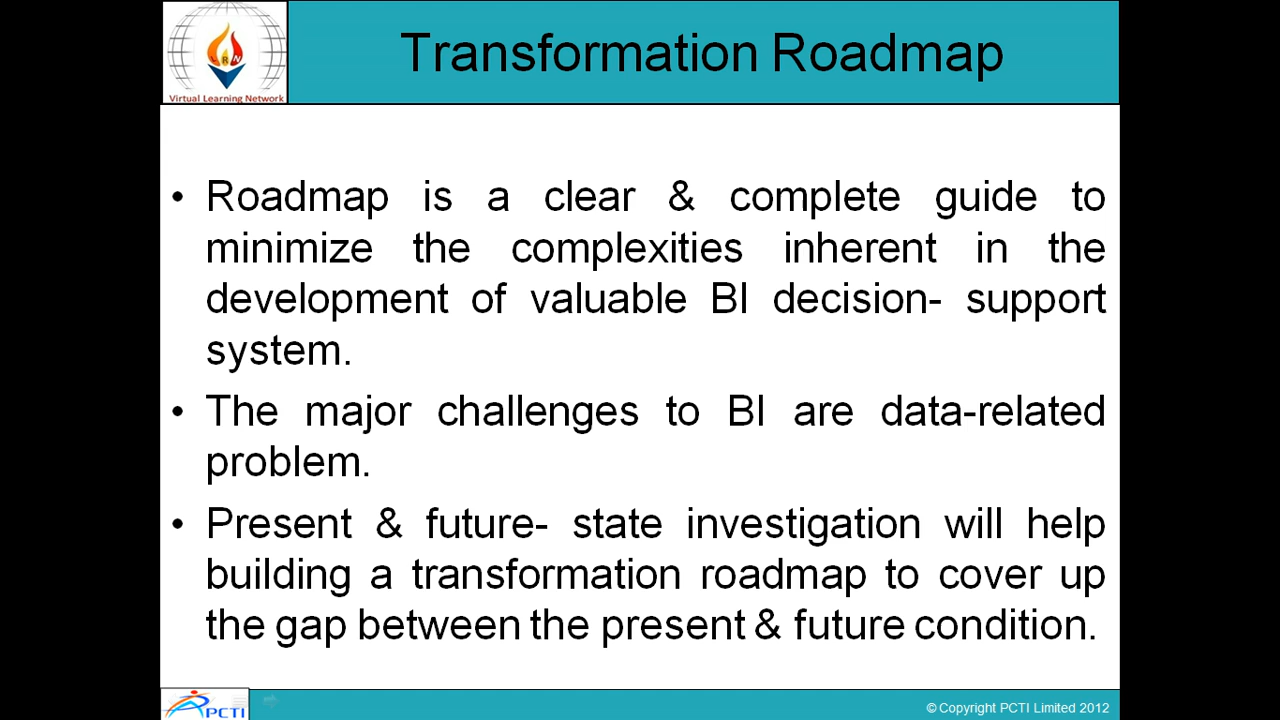 Transformation Roadmap
Virtual Learning Network
• Roadmap is a clear & complete guide to
minimize the complexities inherent in the
development of valuable BI decision- support
system.
• The major challenges to BI are data-related
problem.
• Present & future- state investigation will help
building a transformation roadmap to cover up
the gap between the present & future condition.
PCTI
© Copyright PCTI Limited 2012